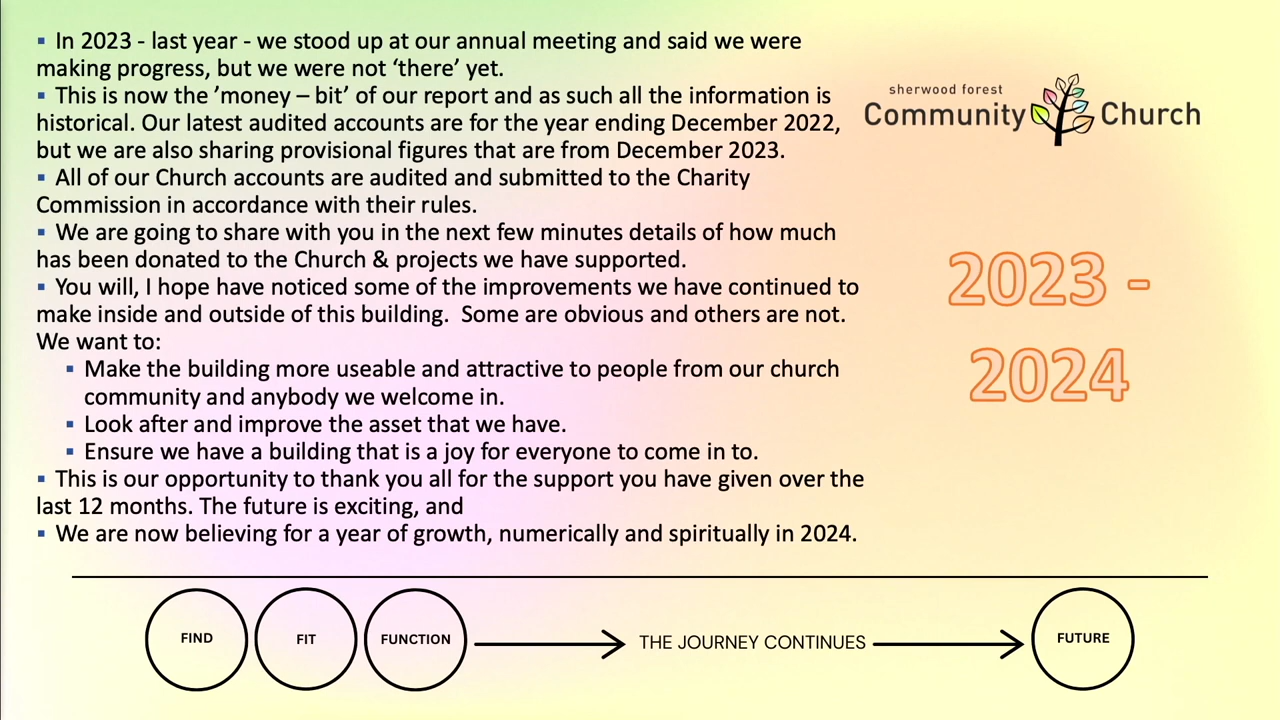 ▪ In 2023 - last year - we stood up at our annual meeting and said we were
making progress, but we were not ‘there’ yet.
▪ This is now the ’money – bit’ of our report and as such all the information is
historical. Our latest audited accounts are for the year ending December 2022,
but we are also sharing provisional figures that are from December 2023.
▪ All of our Church accounts are audited and submitted to the Charity
Commission in accordance with their rules.
▪ We are going to share with you in the next few minutes details of how much
has been donated to the Church & projects we have supported.
▪ You will, I hope have noticed some of the improvements we have continued to
make inside and outside of this building.  Some are obvious and others are not.
We want to:
▪ Make the building more useable and attractive to people from our church
community and anybody we welcome in.
▪ Look after and improve the asset that we have.
▪ Ensure we have a building that is a joy for everyone to come in to.
▪ This is our opportunity to thank you all for the support you have given over the
last 12 months. The future is exciting, and
▪ We are now believing for a year of growth, numerically and spiritually in 2024.
sherwood forest
Community Church
2023 -
2024
FIND FIT FUNCTION THE JOURNEY CONTINUES FUTURE